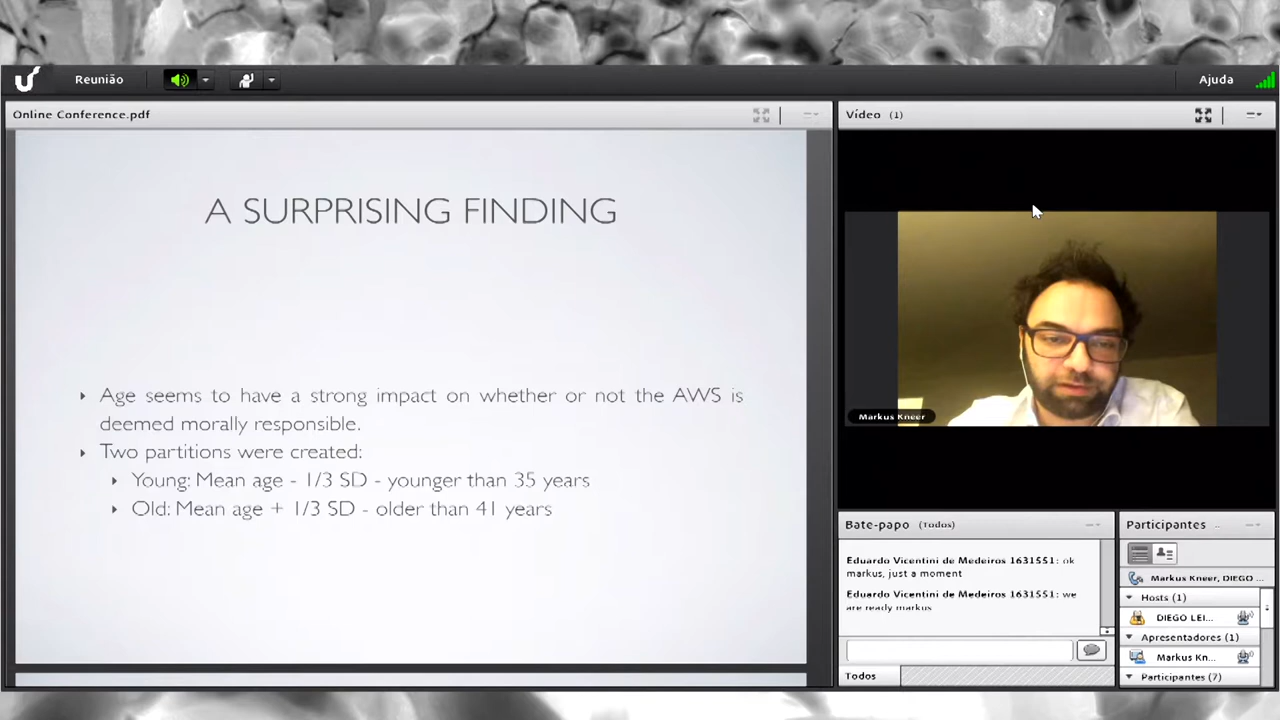 Reunião
Ajuda
Online Conference.pdf
A SURPRISING FINDING
Age seems to have a strong impact on whether or not the AWS is
deemed morally responsible.
Two partitions were created:
Young: Mean age - 1/3 SD - younger than 35 years
Old: Mean age + 1/3 SD - older than 41 years
Vídeo (1)
Markus Kneer
Bate-papo (Todos)
Eduardo Vicentini de Medeiros 1631551: ok
markus, just a moment
Eduardo Vicentini de Medeiros 1631551: we
are ready markus
Todos
Participantes ..
Markus Kneer, DIEGO ...
Hosts (1)
DIEGO LEI...
Apresentadores (1)
Markus Kn...
Participantes (7)